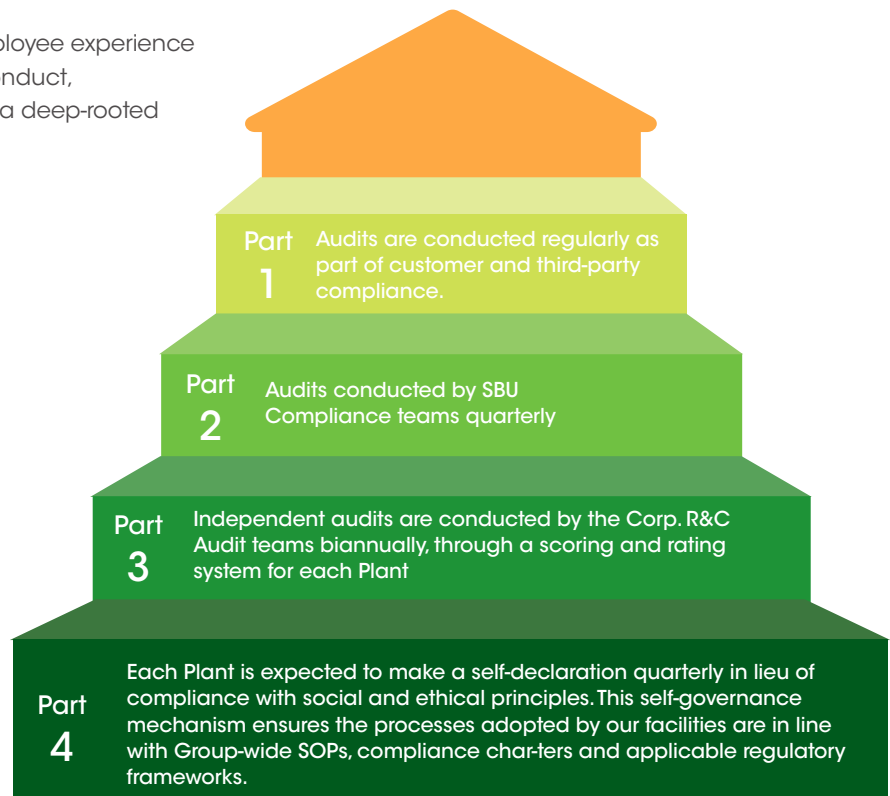 ployee experience
onduct,
a deep-rooted
Part
1
Audits are conducted regularly as
part of customer and third-party
compliance.
Part
2
Audits conducted by SBU
Compliance teams quarterly
Part
3
Independent audits are conducted by the Corp. R&C
Audit teams biannually, through a scoring and rating
system for each Plant
Part
4
Each Plant is expected to make a self-declaration quarterly in lieu of
compliance with social and ethical principles. This self-governance
mechanism ensures the processes adopted by our facilities are in line
with Group-wide SOPs, compliance char-ters and applicable regulatory
frameworks.